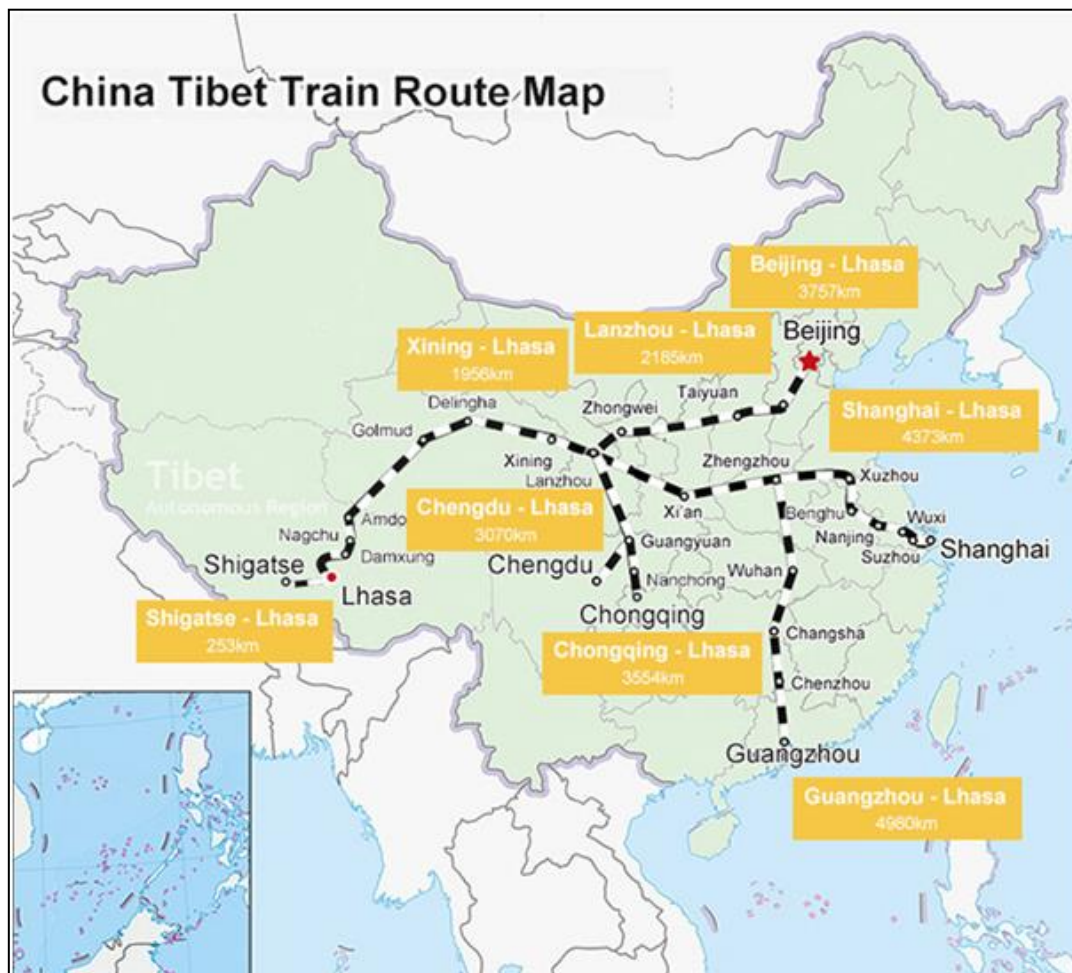 China Tibet Train Route Map
Beijing - Lhasa
3757km
Lanzhou - Lhasa
2185km
Beijing
Xining - Lhasa
1956km
Taiyuan
Delingha
Zhongwei
Shanghai - Lhasa
4373km
Golmud
Xining
Lanzhou
Zhengzhou
Xuzhou
Tibet
Autonomous Region
Chengdu - Lhasa
3070km
Xi'an
Benghu
Wuxi
Amdo
Nagchu
Guangyuan
Nanjing
Suzhou
Shanghai
Damxung
Shigatse
Chengdu
Nanchong
Wuhan
Lhasa
Chongqing
Shigatse - Lhasa
253km
Changsha
Chongqing - Lhasa
3554km
Chenzhou
Guangzhou
Guangzhou - Lhasa
4980km